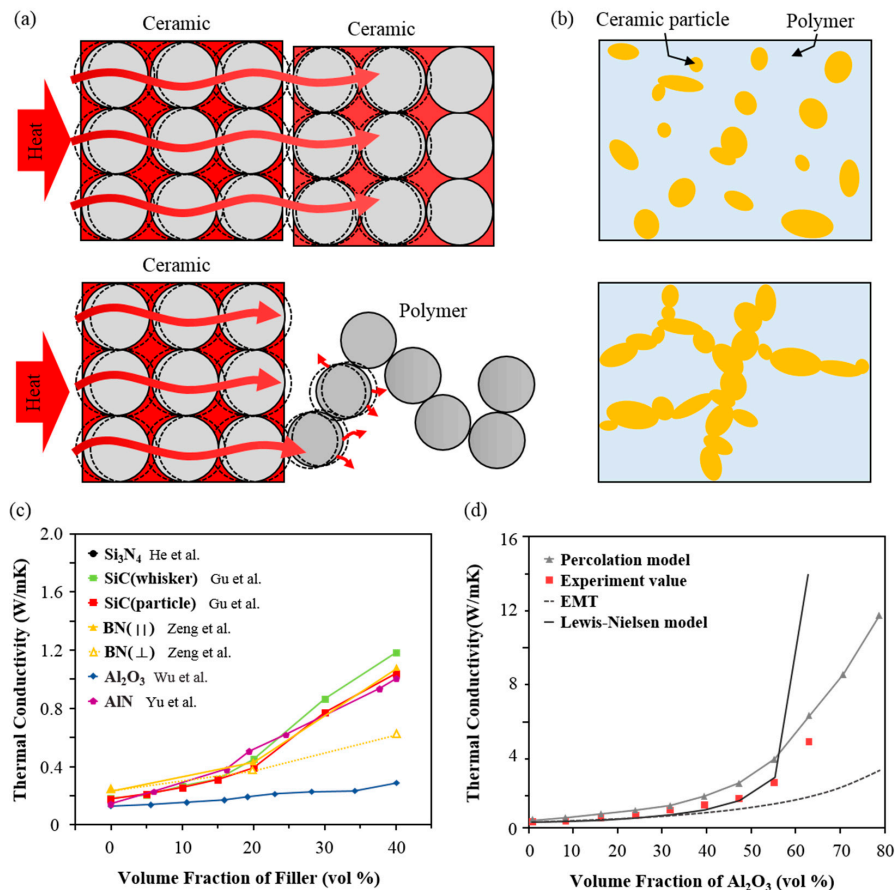 (a)
Ceramic
Ceramic
Heat
Ceramic
Polymer
Heat
(b)
Ceramic particle
Polymer
(c)
2.0
1.6
1.2
0.8
0.4
0
0
10
20
30
40
Thermal Conductivity (W/mK)
Volume Fraction of Filler (vol %)
Si₃N₄ He et al.
SiC(whisker) Gu et al.
SiC(particle) Gu et al.
BN(||) Zeng et al.
BN(⊥) Zeng et al.
Al₂O₃ Wu et al.
AlN Yu et al.
(d)
16
12
8
4
0
0
10
20
30
40
50
60
70
80
Thermal Conductivity(W/mK)
Volume Fraction of Al₂O₃ (vol %)
Percolation model
Experiment value
EMT
Lewis-Nielsen model